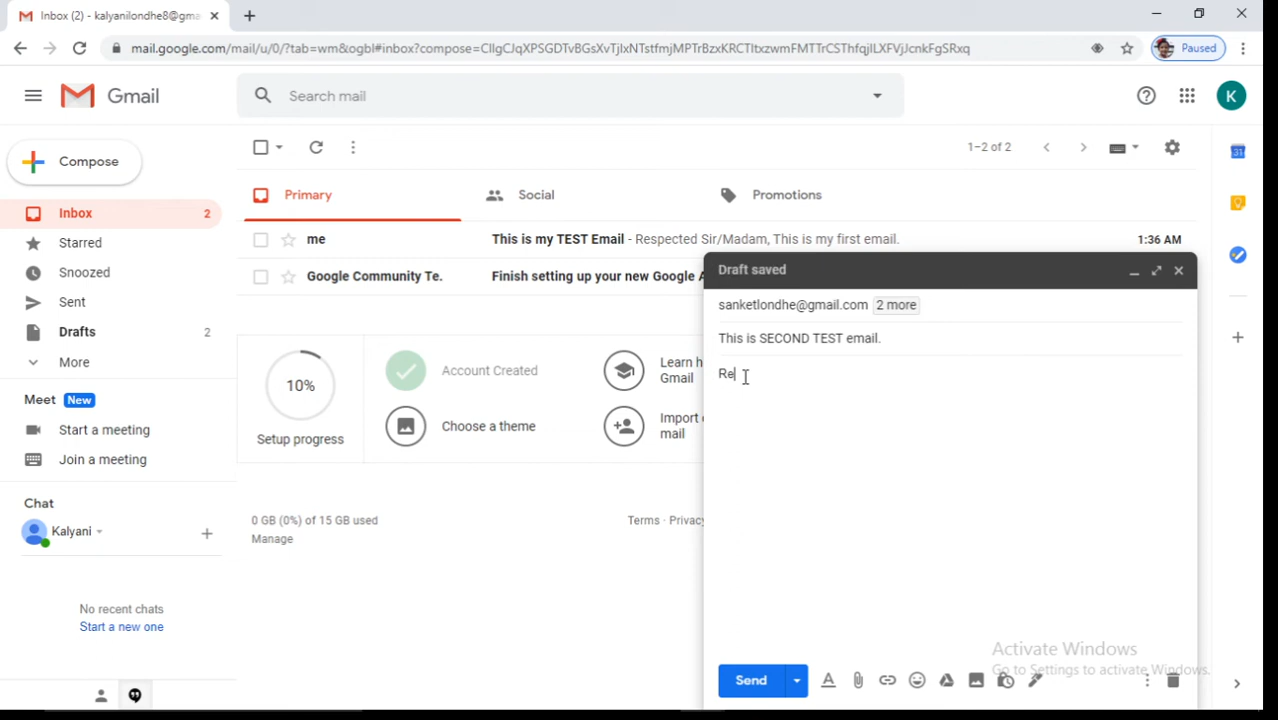 Inbox (2) - kalyanilondhe8@gma
mail.google.com/mail/u/0/?tab=wm&ogbl#inbox?compose=
Paused
Gmail
Search mail
K
Compose
1–2 of 2
Inbox 2
Primary
Social
Promotions
Starred
me
This is my TEST Email - Respected Sir/Madam, This is my first email.
1:36 AM
Snoozed
Google Community Te.
Finish setting up your new Google A
Draft saved
Sent
sanketlondhe@gmail.com 2 more
Drafts 2
This is SECOND TEST email.
More
Re
10%
Setup progress
Account Created
Learn h
Gmail
Choose a theme
Import
mail
Meet New
Start a meeting
Join a meeting
Chat
Kalyani
0 GB (0%) of 15 GB used
Manage
Terms · Privacy
No recent chats
Start a new one
Activate Windows
Go to Settings to activate Windows.
Send
31